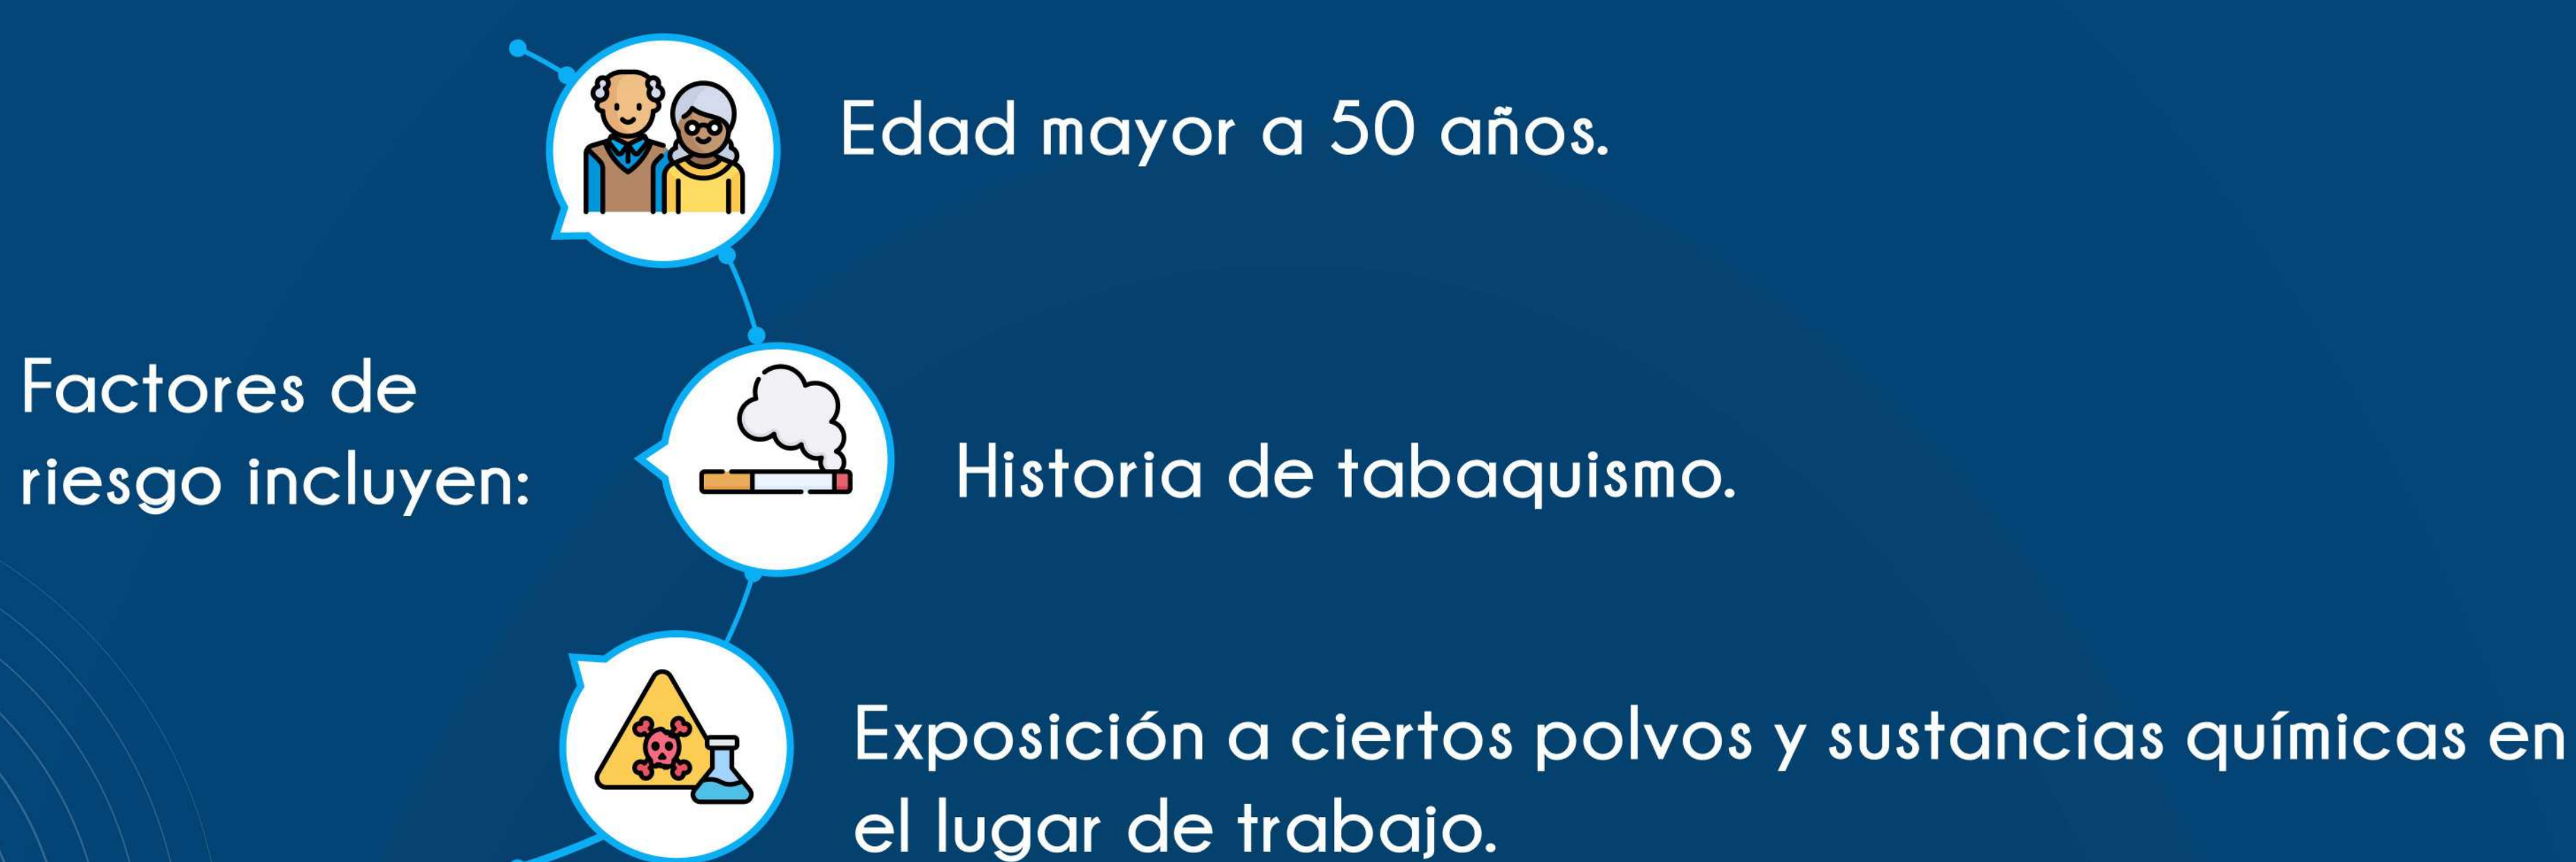 Edad mayor a 50 años.
Factores de
riesgo incluyen:
Historia de tabaquismo.
Exposición a ciertos polvos y sustancias químicas en
el lugar de trabajo.